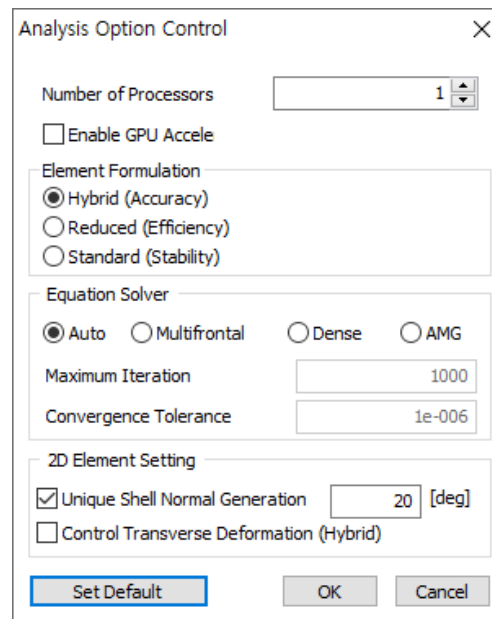 Analysis Option Control
Number of Processors 1
Enable GPU Accele
Element Formulation
Hybrid (Accuracy)
Reduced (Efficiency)
Standard (Stability)
Equation Solver
Auto Multifrontal Dense AMG
Maximum Iteration 1000
Convergence Tolerance 1e-006
2D Element Setting
Unique Shell Normal Generation 20 [deg]
Control Transverse Deformation (Hybrid)
Set Default OK Cancel